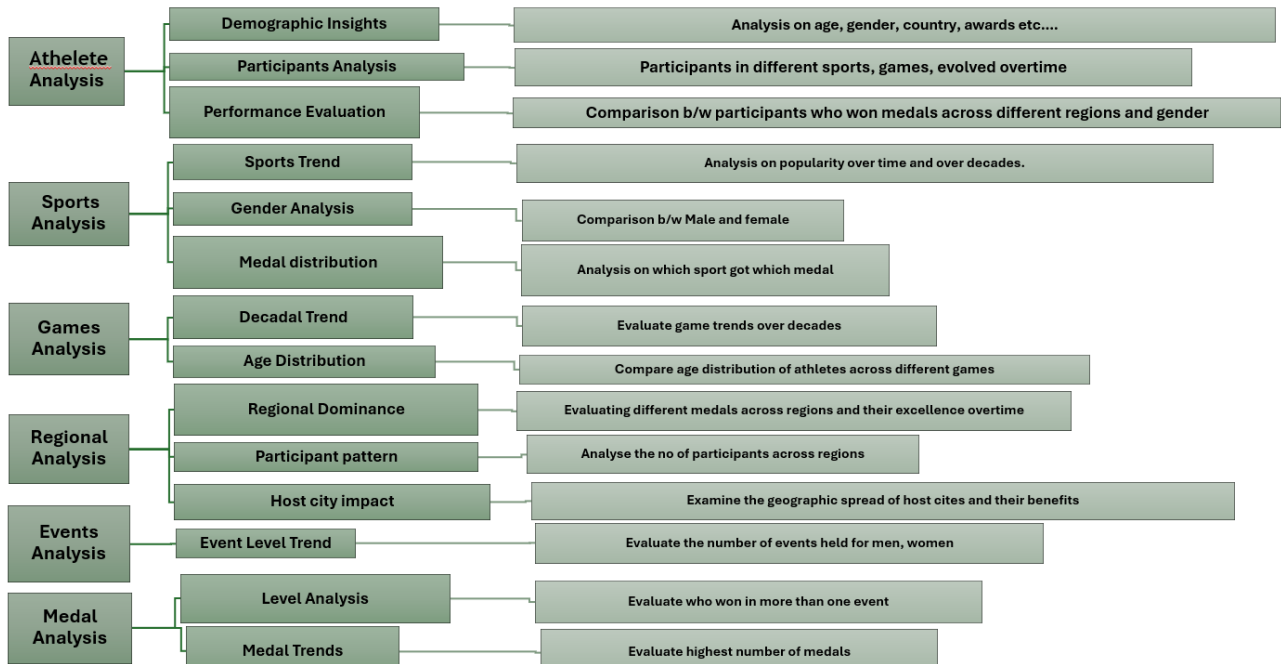 Athelete
Analysis
Demographic Insights
Analysis on age, gender, country, awards etc....
Participants Analysis
Participants in different sports, games, evolved overtime
Performance Evaluation
Comparison b/w participants who won medals across different regions and gender
Sports
Analysis
Sports Trend
Analysis on popularity over time and over decades.
Gender Analysis
Comparison b/w Male and female
Medal distribution
Analysis on which sport got which medal
Games
Analysis
Decadal Trend
Evaluate game trends over decades
Age Distribution
Compare age distribution of athletes across different games
Regional
Analysis
Regional Dominance
Evaluating different medals across regions and their excellence overtime
Participant pattern
Analyse the no of participants across regions
Host city impact
Examine the geographic spread of host cites and their benefits
Events
Analysis
Event Level Trend
Evaluate the number of events held for men, women
Medal
Analysis
Level Analysis
Evaluate who won in more than one event
Medal Trends
Evaluate highest number of medals